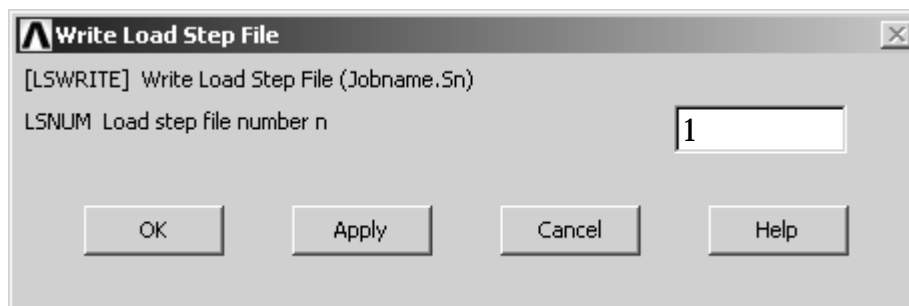 Write Load Step File
[LSWRITE] Write Load Step File (Jobname.Sn)
LSNUM Load step file number n
1
OK Apply Cancel Help